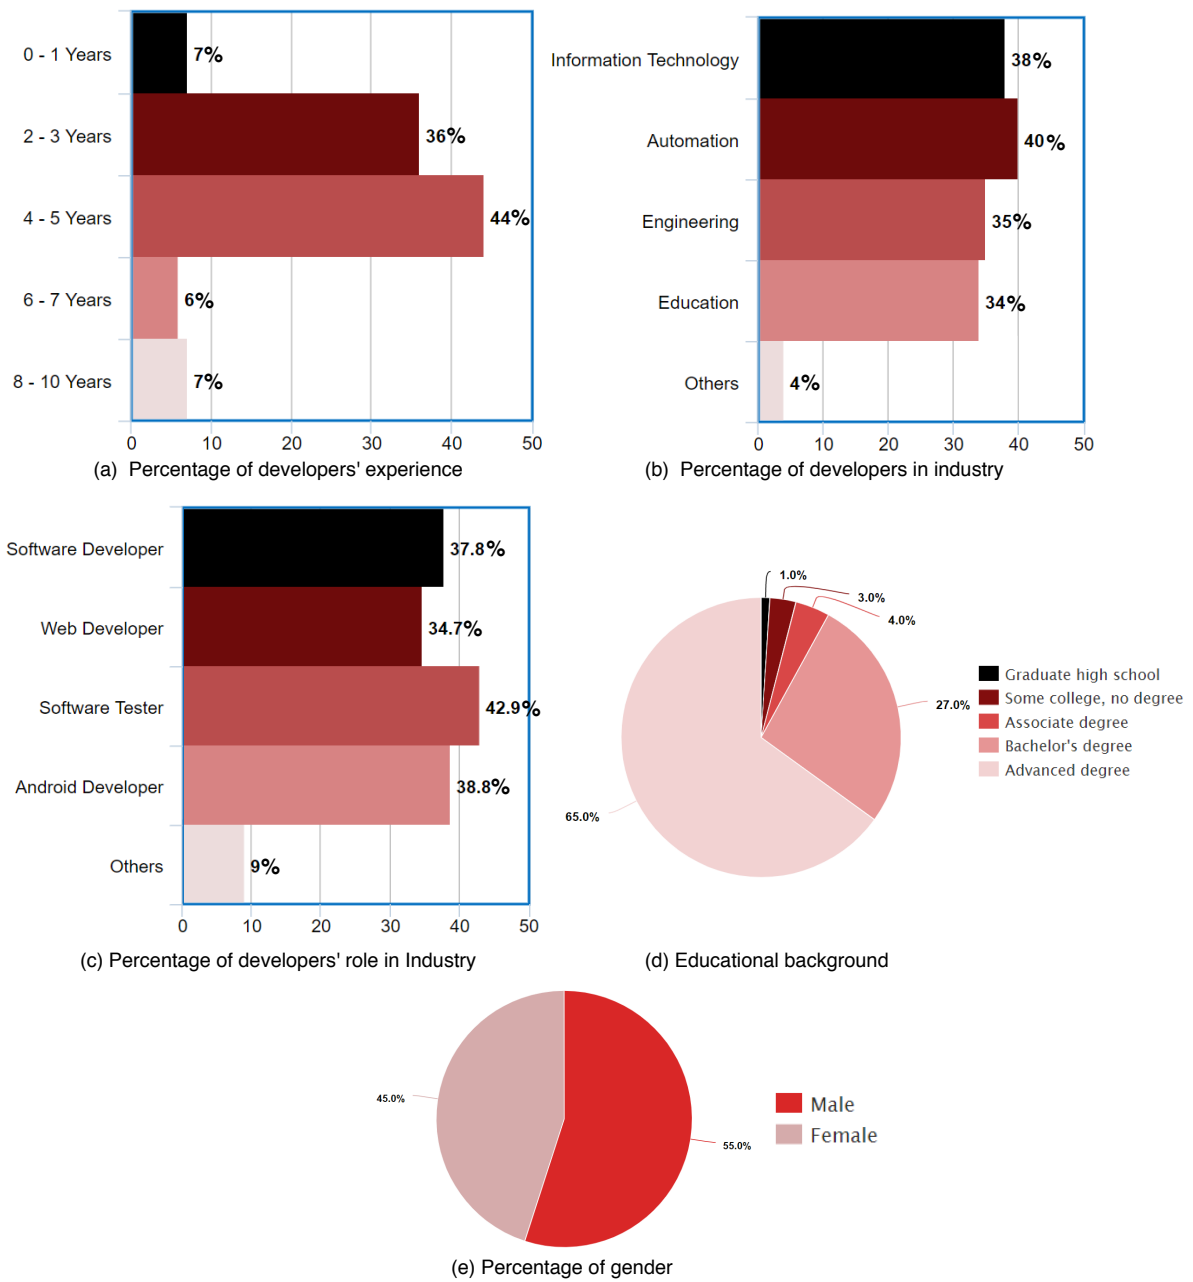 0 - 1 Years
7%
2 - 3 Years
36%
4 - 5 Years
44%
6 - 7 Years
6%
8 - 10 Years
7%
0 10 20 30 40 50
(a) Percentage of developers' experience
Information Technology
38%
Automation
40%
Engineering
35%
Education
34%
Others
4%
0 10 20 30 40 50
(b) Percentage of developers in industry
Software Developer
37.8%
Web Developer
34.7%
Software Tester
42.9%
Android Developer
38.8%
Others
9%
0 10 20 30 40 50
(c) Percentage of developers' role in Industry
1.0%
3.0%
4.0%
27.0%
65.0%
Graduate high school
Some college, no degree
Associate degree
Bachelor's degree
Advanced degree
(d) Educational background
45.0%
55.0%
Male
Female
(e) Percentage of gender